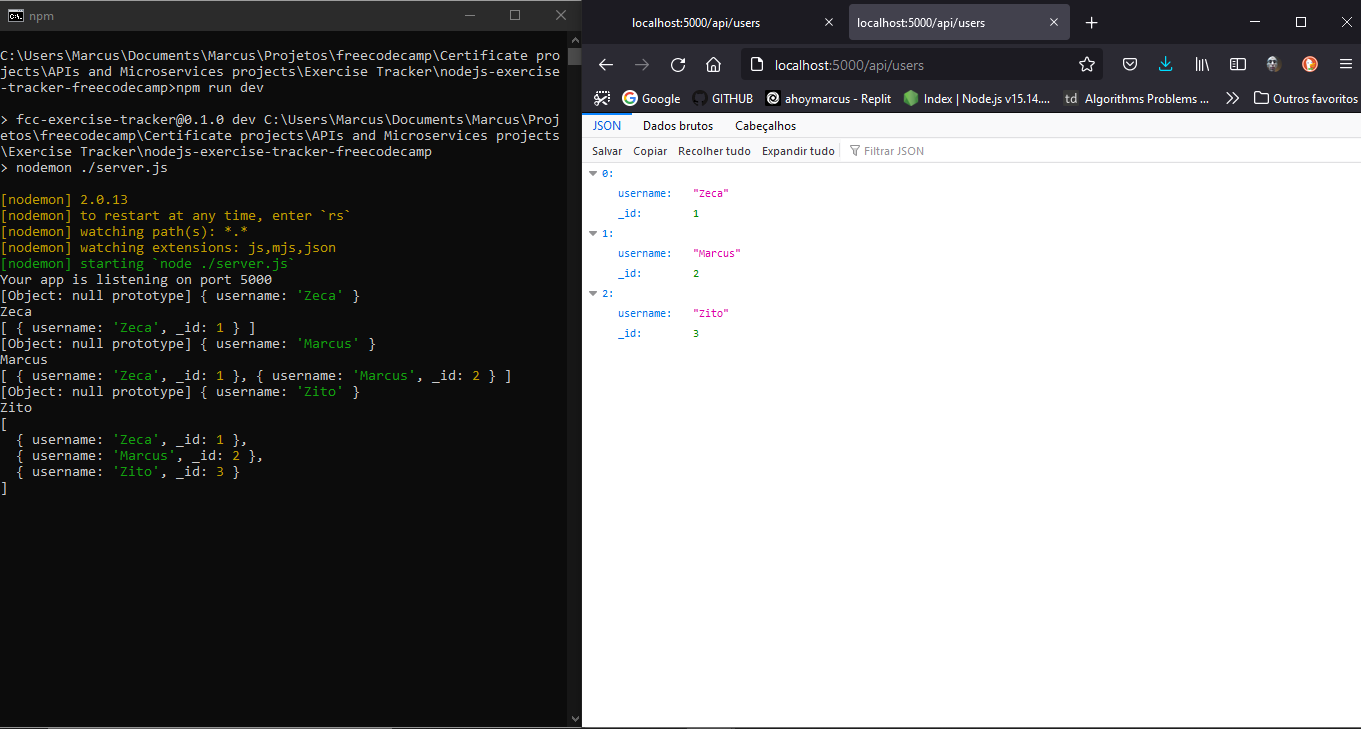 npm
C:\Users\Marcus\Documents\Marcus\Projetos\freecodecamp\Certificate pro
jects\APIs and Microservices projects\Exercise Tracker\nodejs-exercise
-tracker-freecodecamp>npm run dev
> fcc-exercise-tracker@0.1.0 dev C:\Users\Marcus\Documents\Marcus\Proj
etos\freecodecamp\Certificate projects\APIs and Microservices projects
\Exercise Tracker\nodejs-exercise-tracker-freecodecamp
> nodemon ./server.js
[nodemon] 2.0.13
[nodemon] to restart at any time, enter `rs`
[nodemon] watching path(s): *.*
[nodemon] watching extensions: js,mjs,json
[nodemon] starting `node ./server.js`
Your app is listening on port 5000
[Object: null prototype] { username: 'Zeca' }
Zeca
[ { username: 'Zeca', _id: 1 } ]
[Object: null prototype] { username: 'Marcus' }
Marcus
[ { username: 'Zeca', _id: 1 }, { username: 'Marcus', _id: 2 } ]
[Object: null prototype] { username: 'Zito' }
Zito
[
{ username: 'Zeca', _id: 1 },
{ username: 'Marcus', _id: 2 },
{ username: 'Zito', _id: 3 }
]
localhost:5000/api/users localhost:5000/api/users
localhost:5000/api/users
Google GITHUB ahoymarcus - Replit Index | Node.js v15.14.... td Algorithms Problems ... Outros favoritos
JSON Dados brutos Cabeçalhos
Salvar Copiar Recolher tudo Expandir tudo Filtrar JSON
0:
username: "Zeca"
_id: 1
1:
username: "Marcus"
_id: 2
2:
username: "Zito"
_id: 3